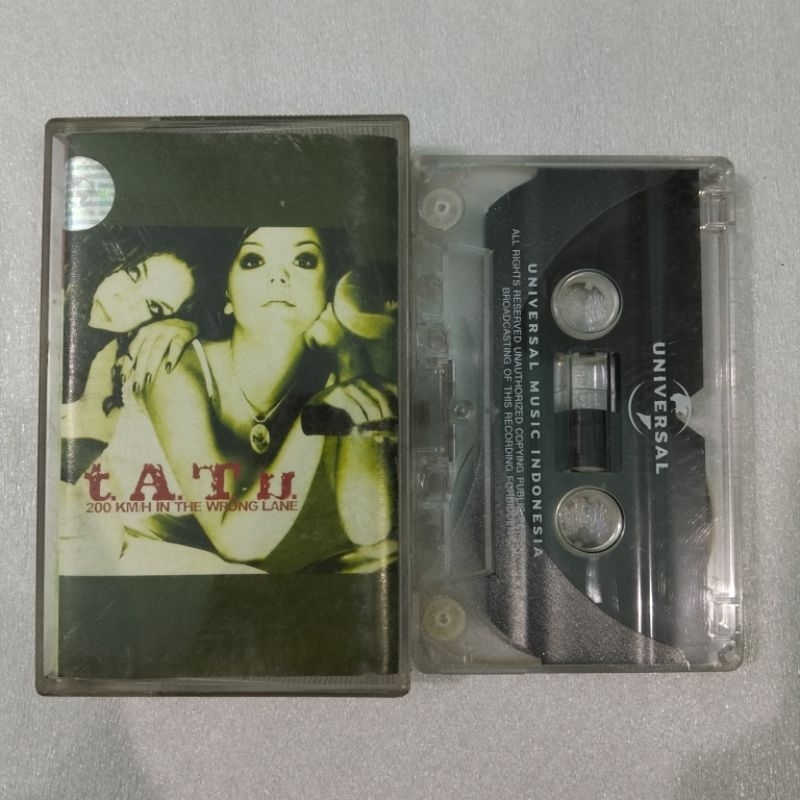 t.A.T.u.
200 KM/H IN THE WRONG LANE
UNIVERSAL
UNIVERSAL MUSIC INDONESIA
ALL RIGHTS RESERVED UNAUTHORIZED COPYING PUBLIC
BROADCASTING OF THIS RECORDING FORBIDDEN